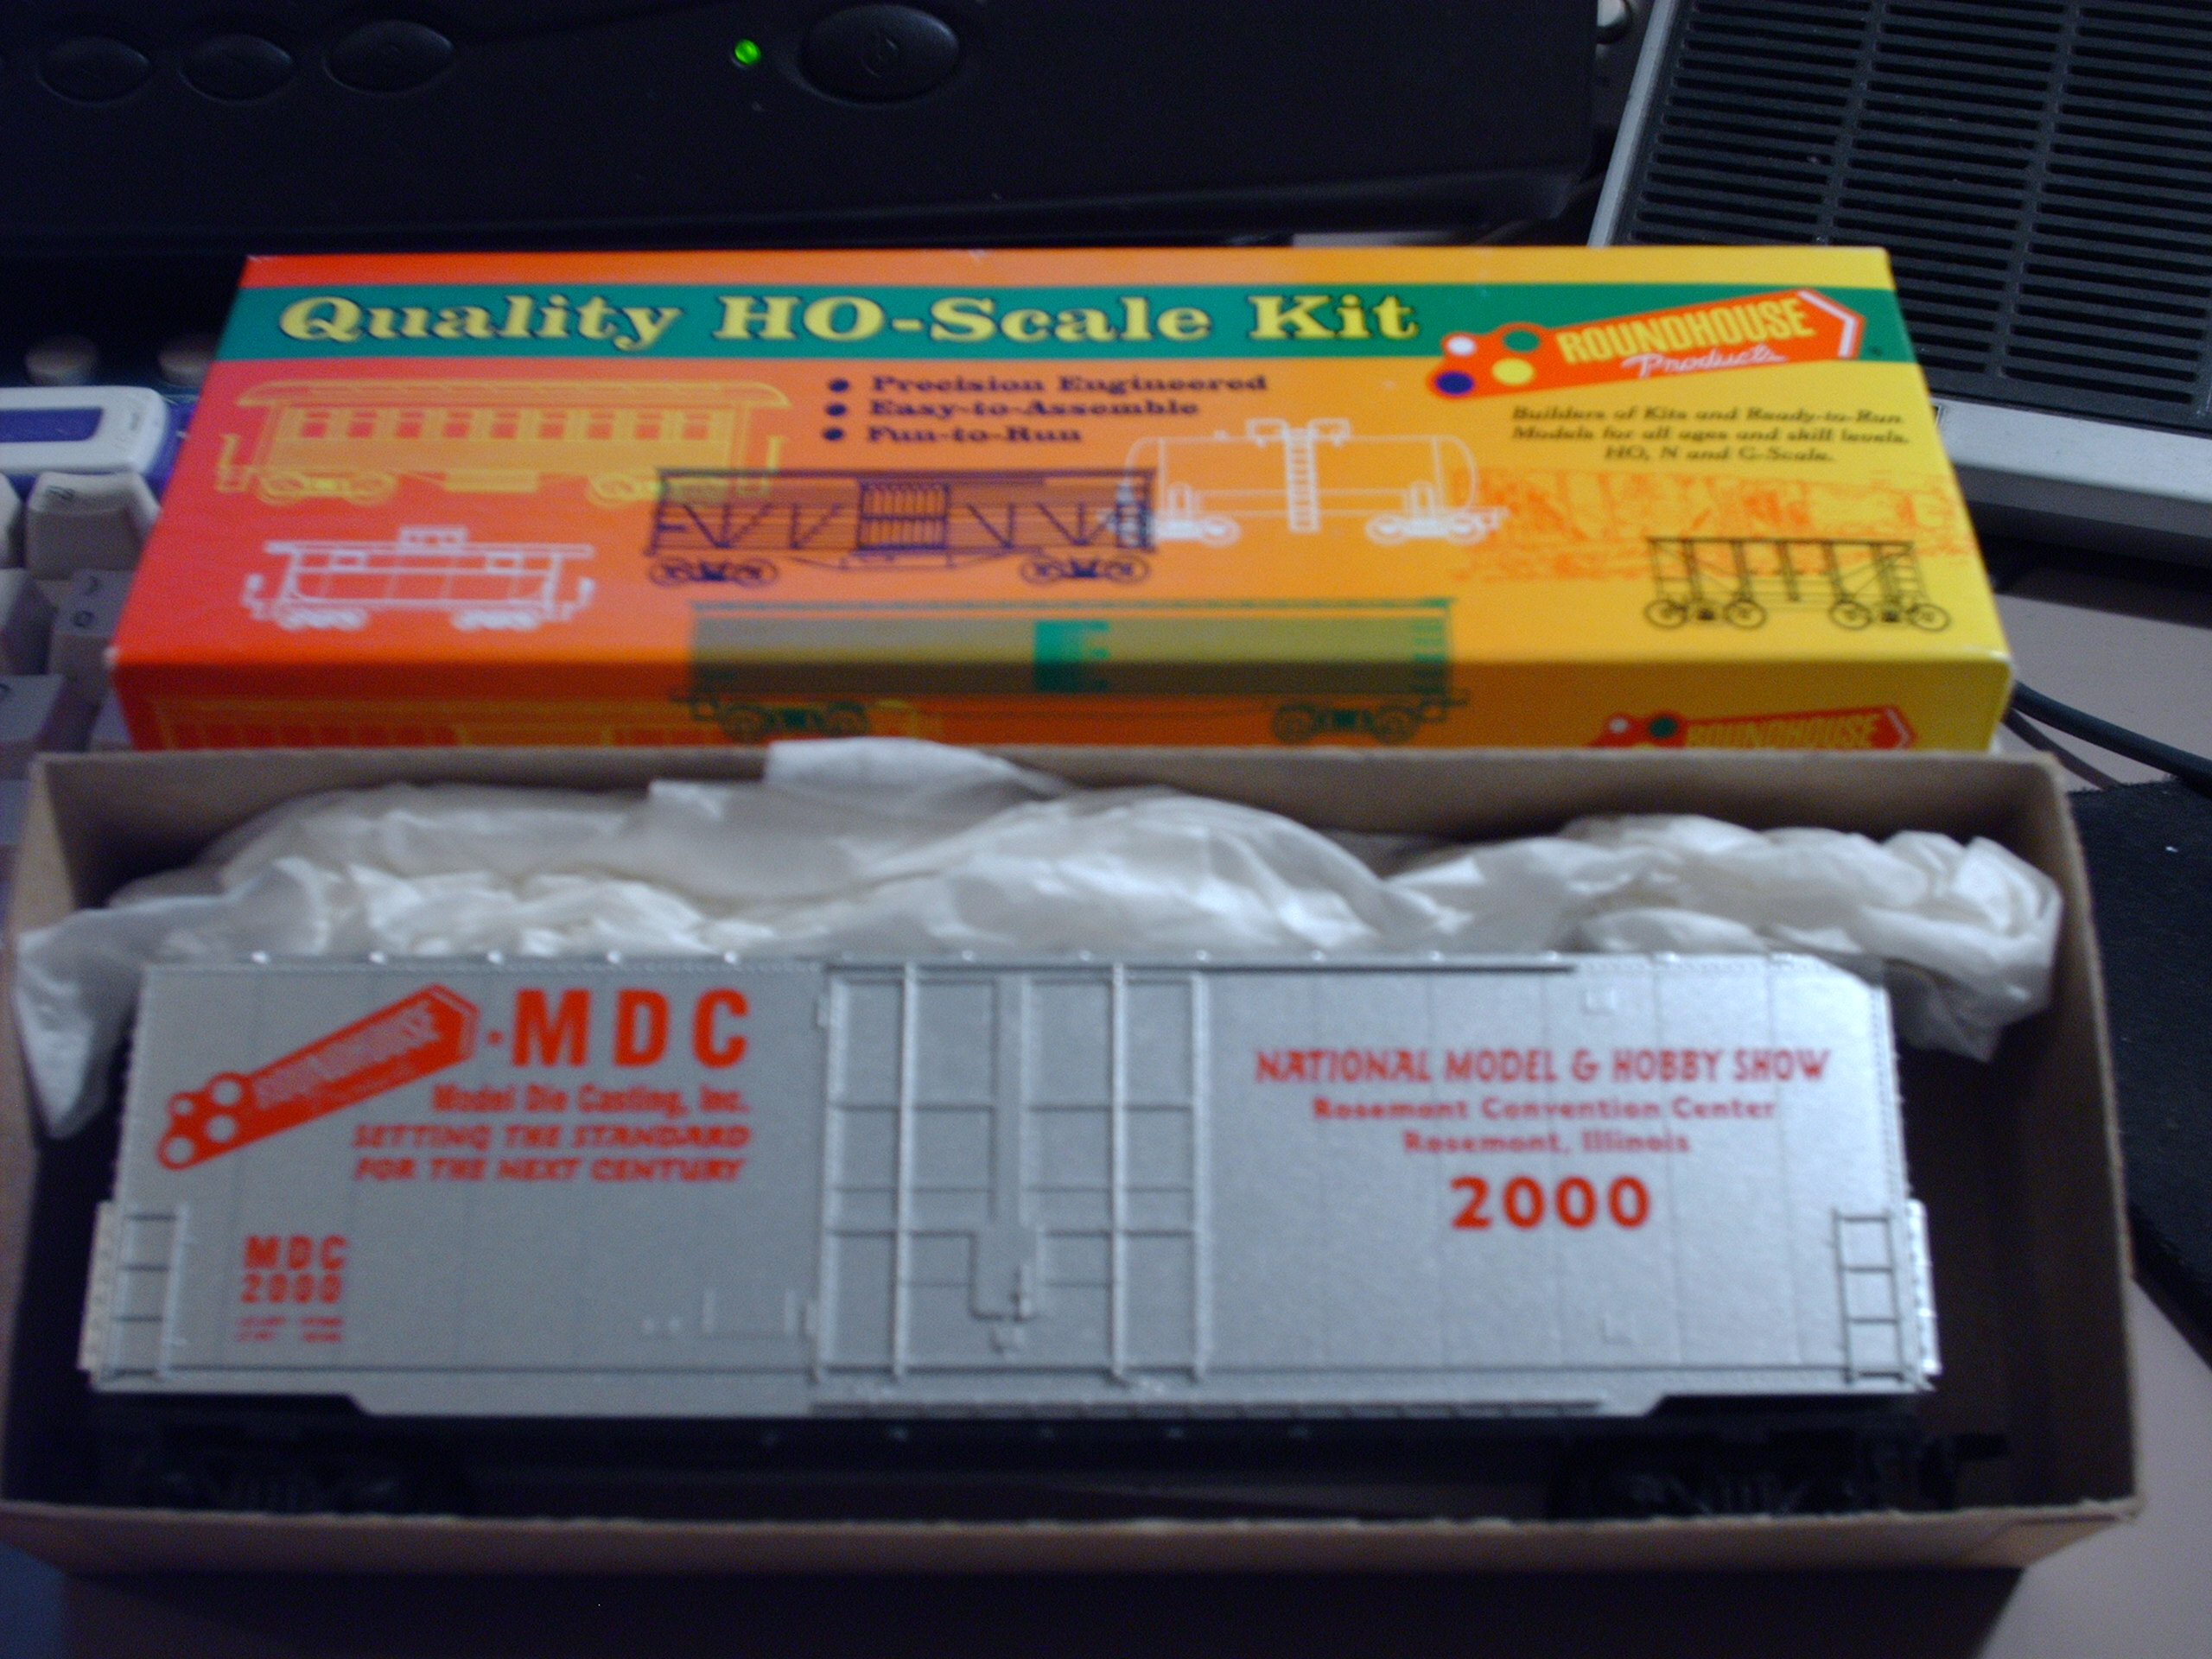 Quality HO-Scale Kit
ROUNDHOUSE
Products
Precision Engineered
Easy-to-Assemble
Fun-to-Run
Builders of Kits and Ready-to-Run
Models for all ages and skill levels.
HO, N and G-Scale.
ROUNDHOUSE
ROUNDHOUSE
Products
·MDC
Model Die Casting, Inc.
SETTING THE STANDARD
FOR THE NEXT CENTURY
MDC
2000
NATIONAL MODEL & HOBBY SHOW
Rosemont Convention Center
Rosemont, Illinois
2000